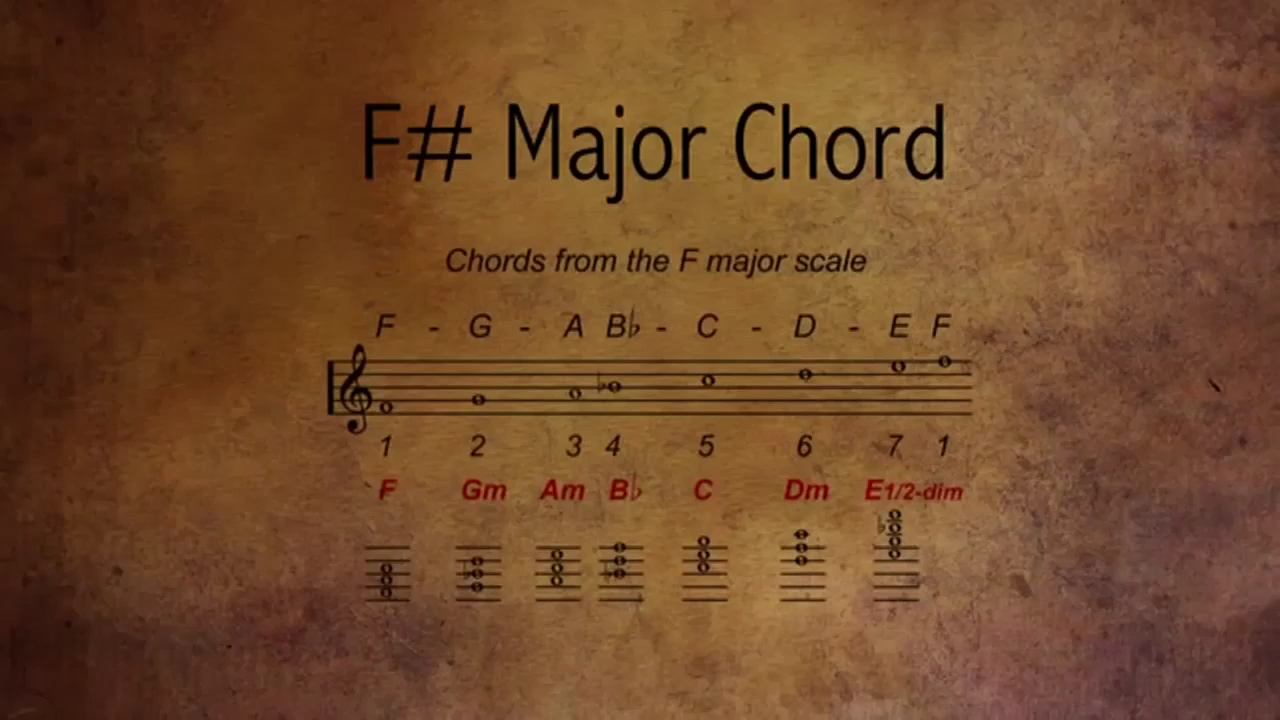 F# Major Chord
Chords from the F major scale
F - G - A B♭ - C - D - E F
1 2 3 4 5 6 7 1
F Gm Am B♭ C Dm E1/2-dim